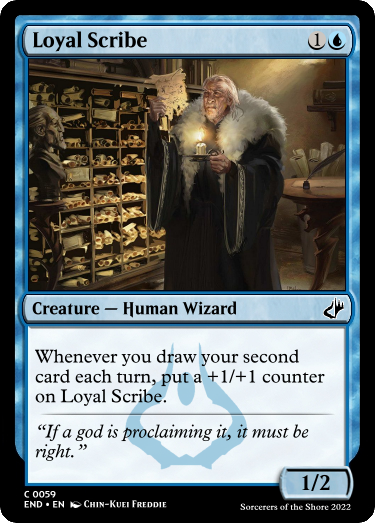 Loyal Scribe 1
Creature — Human Wizard
Whenever you draw your second
card each turn, put a +1/+1 counter
on Loyal Scribe.
“If a god is proclaiming it, it must be
right.”
1/2
C 0059
END • EN Chin-Kuei Freddie
Sorcerers of the Shore 2022